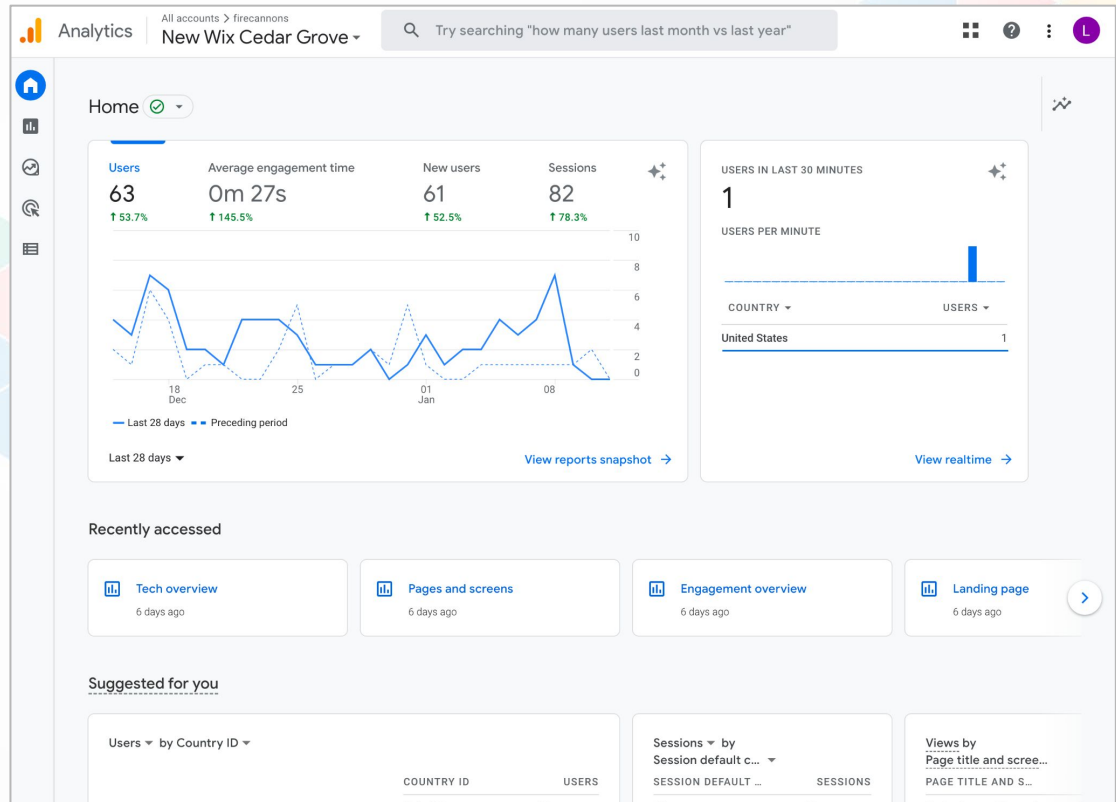 Analytics
All accounts > firecannons
New Wix Cedar Grove
Try searching "how many users last month vs last year"
L
Home
Users
63
↑ 53.7%
Average engagement time
0m 27s
↑ 145.5%
New users
61
↑ 52.5%
Sessions
82
↑ 78.3%
10
8
6
4
2
0
18
Dec
25
01
Jan
08
Last 28 days
Preceding period
Last 28 days
View reports snapshot →
USERS IN LAST 30 MINUTES
1
USERS PER MINUTE
COUNTRY
USERS
United States
1
View realtime →
Recently accessed
Tech overview
6 days ago
Pages and screens
6 days ago
Engagement overview
6 days ago
Landing page
6 days ago
Suggested for you
Users by Country ID
COUNTRY ID
USERS
Sessions by
Session default c...
SESSION DEFAULT ...
SESSIONS
Views by
Page title and scree...
PAGE TITLE AND S...